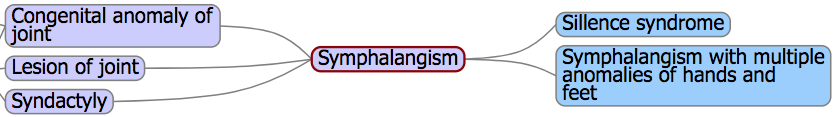 Congenital anomaly of
joint
Lesion of joint
Syndactyly
Symphalangism
Sillence syndrome
Symphalangism with multiple
anomalies of hands and
feet